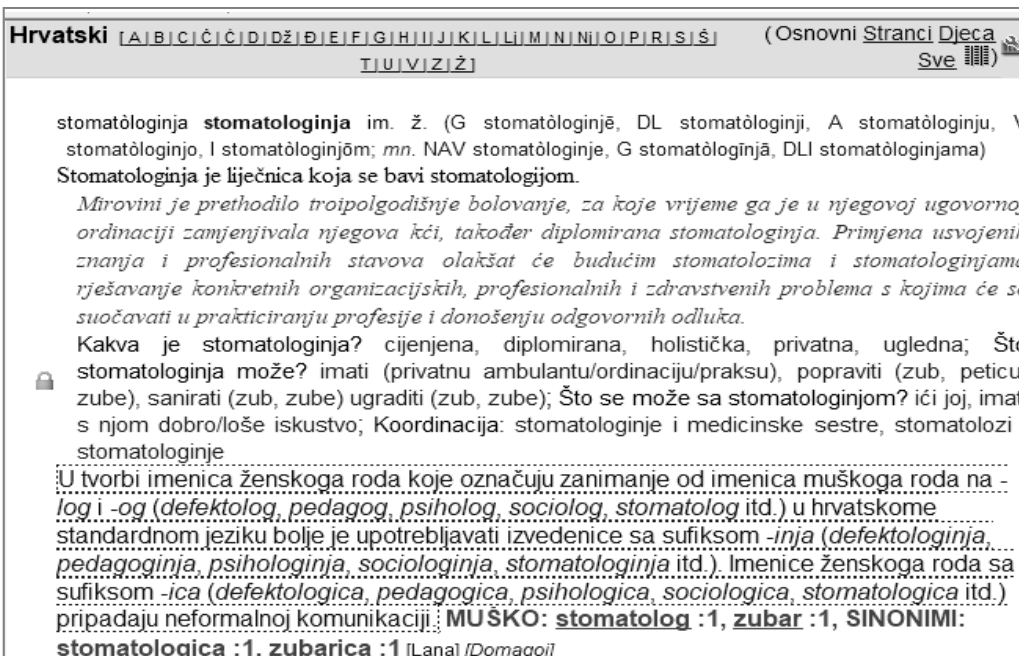 Hrvatski [ A | B | C | Č | Ć | D | Dž | Đ | E | F | G | H | I | J | K | L | Lj | M | N | Nj | O | P | R | S | Š |
T | U | V | Z | Ž ]
( Osnovni Stranci Djeca
Sve )
stomatòloginja stomatologinja im. ž. (G stomatòloginjē, DL stomatòloginji, A stomatòloginju, V
stomatòloginjo, I stomatòloginjōm; mn. NAV stomatòloginje, G stomatòlogīnjā, DLI stomatòloginjama)
Stomatologinja je liječnica koja se bavi stomatologijom.
Mirovini je prethodilo troipolgodišnje bolovanje, za koje vrijeme ga je u njegovoj ugovornoj
ordinaciji zamjenjivala njegova kći, također diplomirana stomatologinja. Primjena usvojenih
znanja i profesionalnih stavova olakšat će budućim stomatolozima i stomatologinjama
rješavanje konkretnih organizacijskih, profesionalnih i zdravstvenih problema s kojima će se
suočavati u prakticiranju profesije i donošenju odgovornih odluka.
Kakva je stomatologinja? cijenjena, diplomirana, holistička, privatna, ugledna; Što
stomatologinja može? imati (privatnu ambulantu/ordinaciju/praksu), popraviti (zub, peticu,
zube), sanirati (zub, zube) ugraditi (zub, zube); Što se može sa stomatologinjom? ići joj, imati
s njom dobro/loše iskustvo; Koordinacija: stomatologinje i medicinske sestre, stomatolozi i
stomatologinje
U tvorbi imenica ženskoga roda koje označuju zanimanje od imenica muškoga roda na -
log i -og (defektolog, pedagog, psiholog, sociolog, stomatolog itd.) u hrvatskome
standardnom jeziku bolje je upotrebljavati izvedenice sa sufiksom -inja (defektologinja,
pedagoginja, psihologinja, sociologinja, stomatologinja itd.). Imenice ženskoga roda sa
sufiksom -ica (defektologica, pedagogica, psihologica, sociologica, stomatologica itd.)
pripadaju neformalnoj komunikaciji. MUŠKO: stomatolog :1, zubar :1, SINONIMI:
stomatologica :1, zubarica :1 [Lana] [Domagoj]